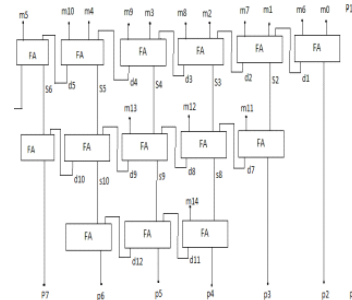 m5 m10 m4 m9 m3 m8 m2 m7 m1 m6 m0 P1
FA FA FA FA FA FA
S6 d5 S5 d4 S4 d3 S3 d2 S2 d1
m13 m12 m11
FA FA FA FA FA
d10 s10 d9 s9 d8 s8 d7
m14
FA FA FA
d12 d11
P7 p6 p5 p4 p3 p2 p